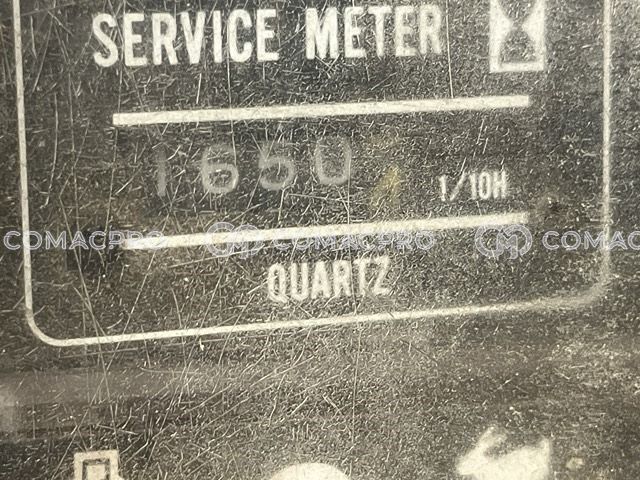 SERVICE METER
1650
1/10H
COMACPRO COMACPRO COMACPRO
QUARTZ